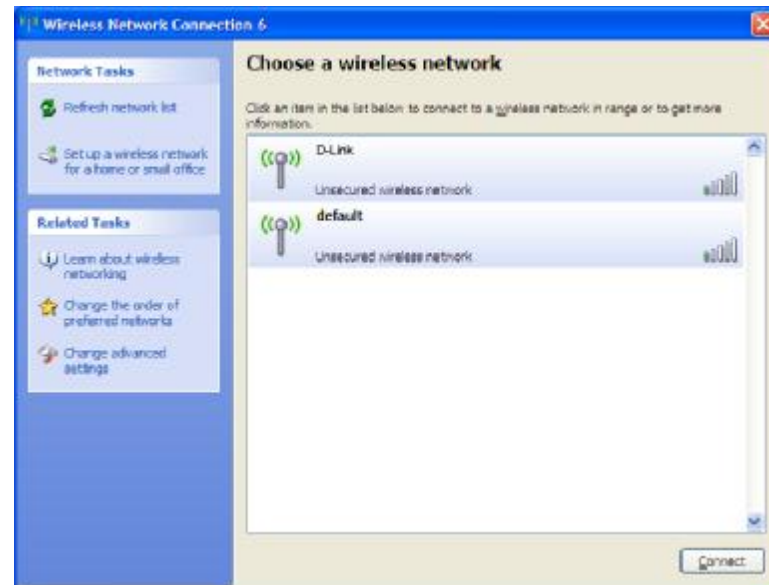 Wireless Network Connection 6
Network Tasks
Refresh network list
Set up a wireless network
for a home or small office
Related Tasks
Learn about wireless
networking
Change the order of
preferred networks
Change advanced
settings
Choose a wireless network
Click an item in the list below to connect to a wireless network in range or to get more
information.
D-Link
Unsecured wireless network
default
Unsecured wireless network
Connect